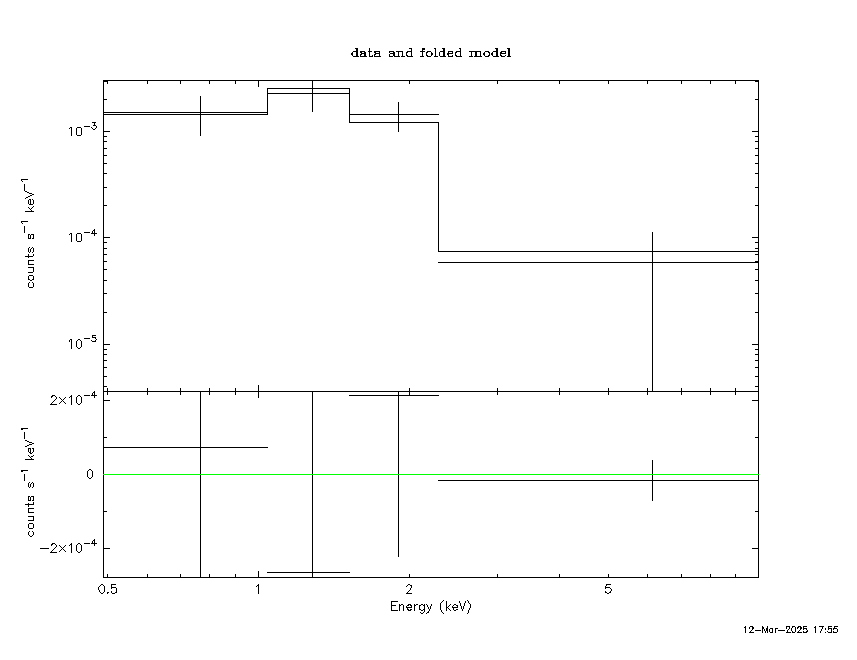 data and folded model
10⁻³
10⁻⁴
10⁻⁵
counts s⁻¹ keV⁻¹
2×10⁻⁴
0
−2×10⁻⁴
counts s⁻¹ keV⁻¹
0.5 1 2 5
Energy (keV)
12−Mar−2025 17:55